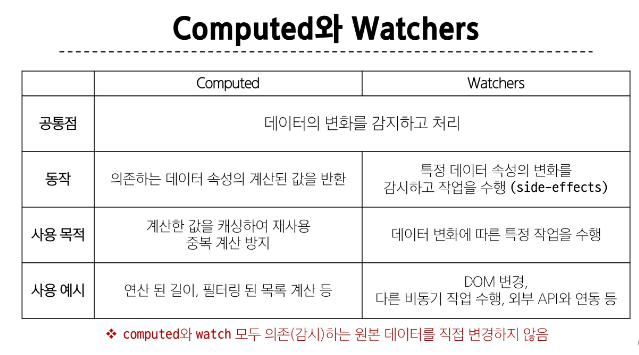 Computed와 Watchers
Computed
Watchers
공통점
데이터의 변화를 감지하고 처리
동작
의존하는 데이터 속성의 계산된 값을 반환
특정 데이터 속성의 변화를
감시하고 작업을 수행 (side-effects)
사용 목적
계산한 값을 캐싱하여 재사용
중복 계산 방지
데이터 변화에 따른 특정 작업을 수행
사용 예시
연산 된 길이, 필터링 된 목록 계산 등
DOM 변경,
다른 비동기 작업 수행, 외부 API와 연동 등
❖ computed와 watch 모두 의존(감시)하는 원본 데이터를 직접 변경하지 않음